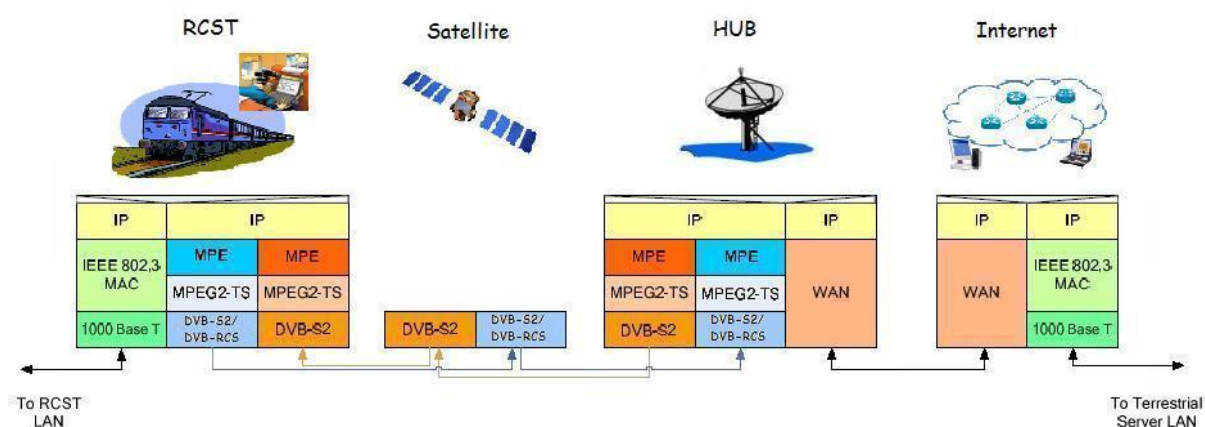 RCST
Satellite
HUB
Internet
IP
IP
IP
IP
IP
IP
IEEE 802,3
MAC
MPE
MPE
MPE
MPE
WAN
WAN
IEEE 802,3
MAC
MPEG2-TS
MPEG2-TS
MPEG2-TS
MPEG2-TS
1000 Base T
DVB-S2/
DVB-RCS
DVB-S2
DVB-S2
DVB-S2/
DVB-RCS
DVB-S2
DVB-S2/
DVB-RCS
1000 Base T
To RCST
LAN
To Terrestrial
Server LAN